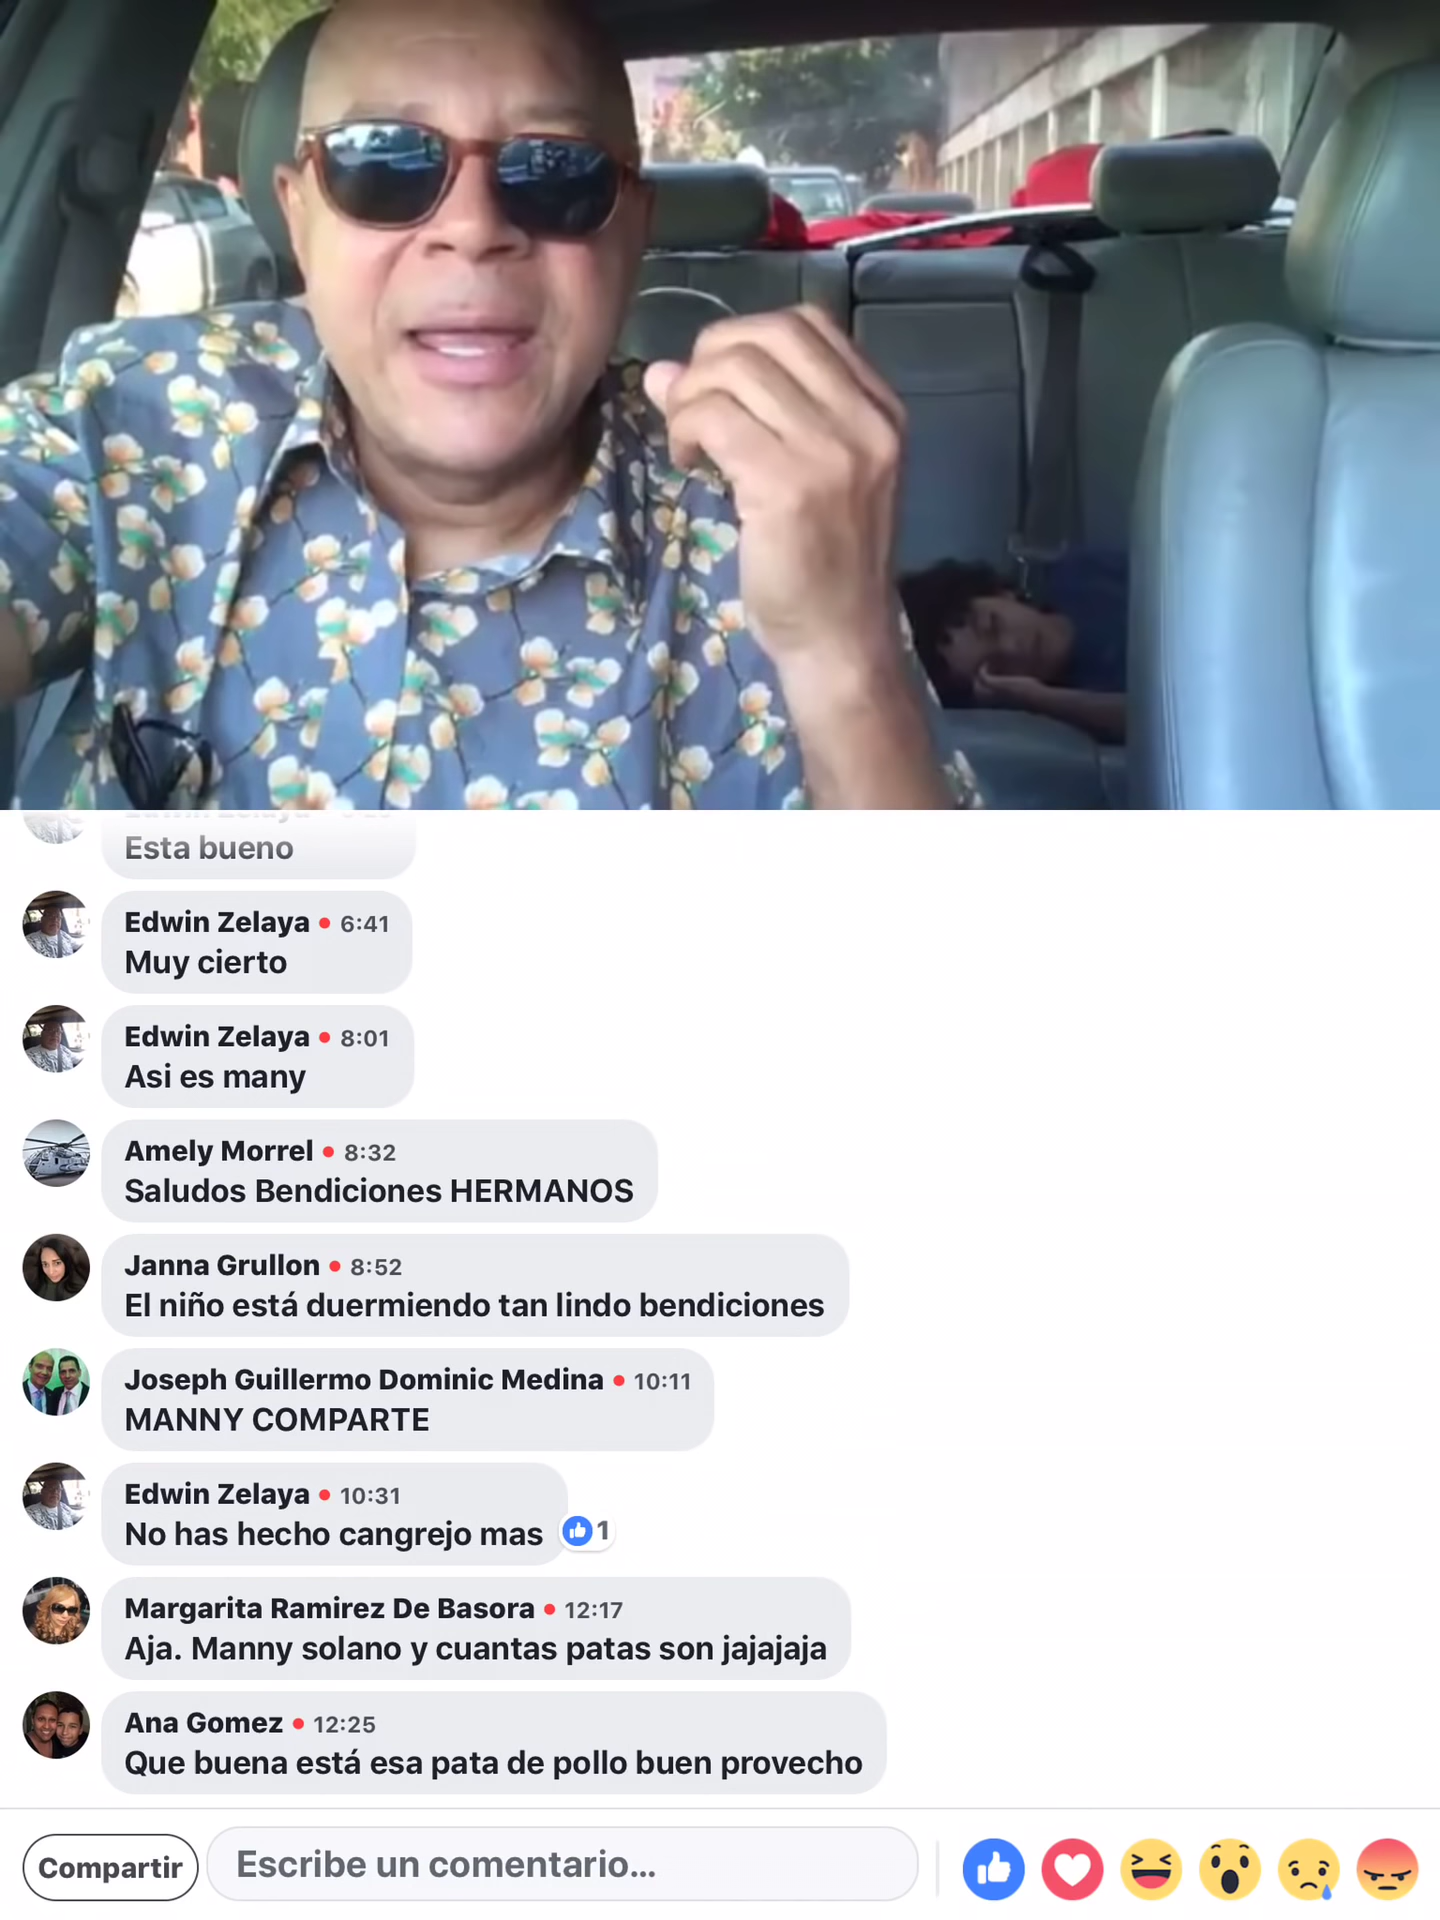 Esta bueno
Edwin Zelaya • 6:41
Muy cierto
Edwin Zelaya • 8:01
Asi es many
Amely Morrel • 8:32
Saludos Bendiciones HERMANOS
Janna Grullon • 8:52
El niño está duermiendo tan lindo bendiciones
Joseph Guillermo Dominic Medina • 10:11
MANNY COMPARTE
Edwin Zelaya • 10:31
No has hecho cangrejo mas
1
Margarita Ramirez De Basora • 12:17
Aja. Manny solano y cuantas patas son jajajaja
Ana Gomez • 12:25
Que buena está esa pata de pollo buen provecho
Compartir
Escribe un comentario...